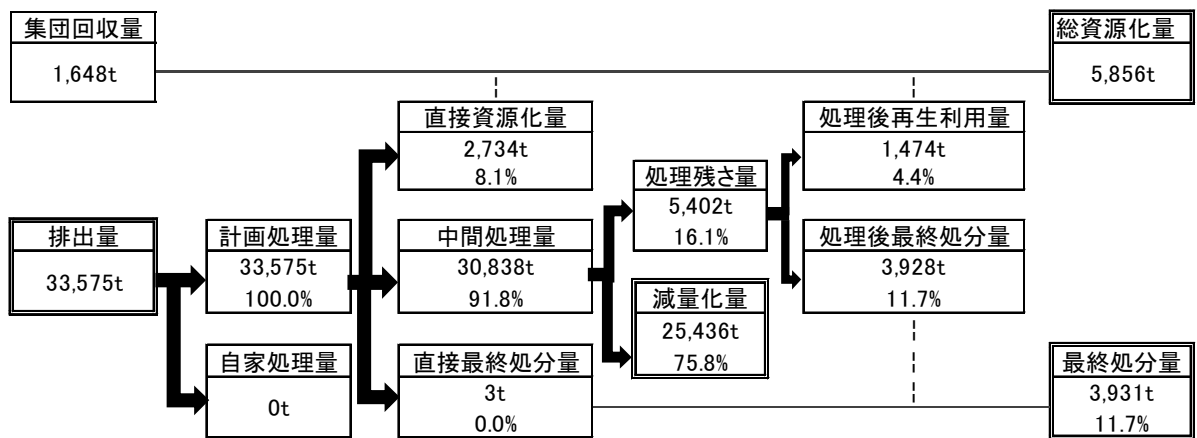 集団回収量
1,648t
総資源化量
5,856t
直接資源化量
2,734t
8.1%
処理後再生利用量
1,474t
4.4%
処理残さ量
5,402t
16.1%
排出量
33,575t
計画処理量
33,575t
100.0%
中間処理量
30,838t
91.8%
処理後最終処分量
3,928t
11.7%
減量化量
25,436t
75.8%
自家処理量
0t
直接最終処分量
3t
0.0%
最終処分量
3,931t
11.7%